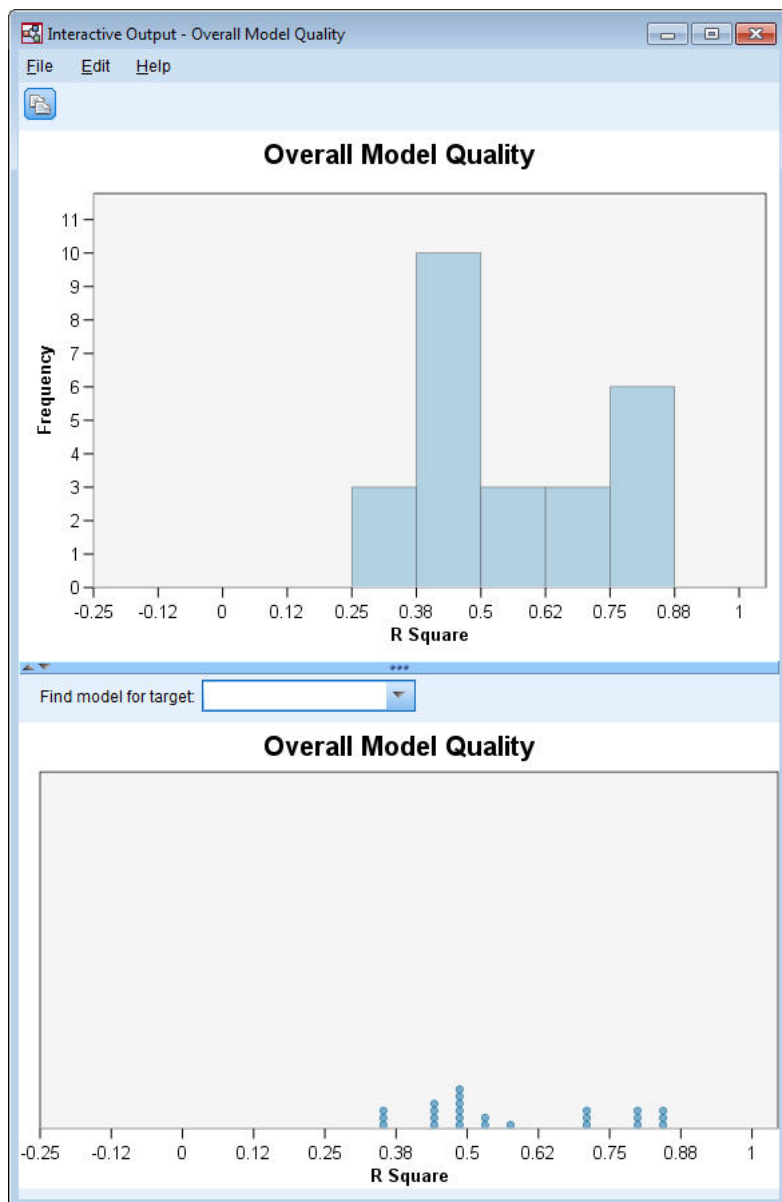 Interactive Output - Overall Model Quality
File Edit Help
Overall Model Quality
11
10
9
8
7
6
5
4
3
2
1
0
Frequency
-0.25 -0.12 0 0.12 0.25 0.38 0.5 0.62 0.75 0.88 1
R Square
Find model for target:
Overall Model Quality
-0.25 -0.12 0 0.12 0.25 0.38 0.5 0.62 0.75 0.88 1
R Square